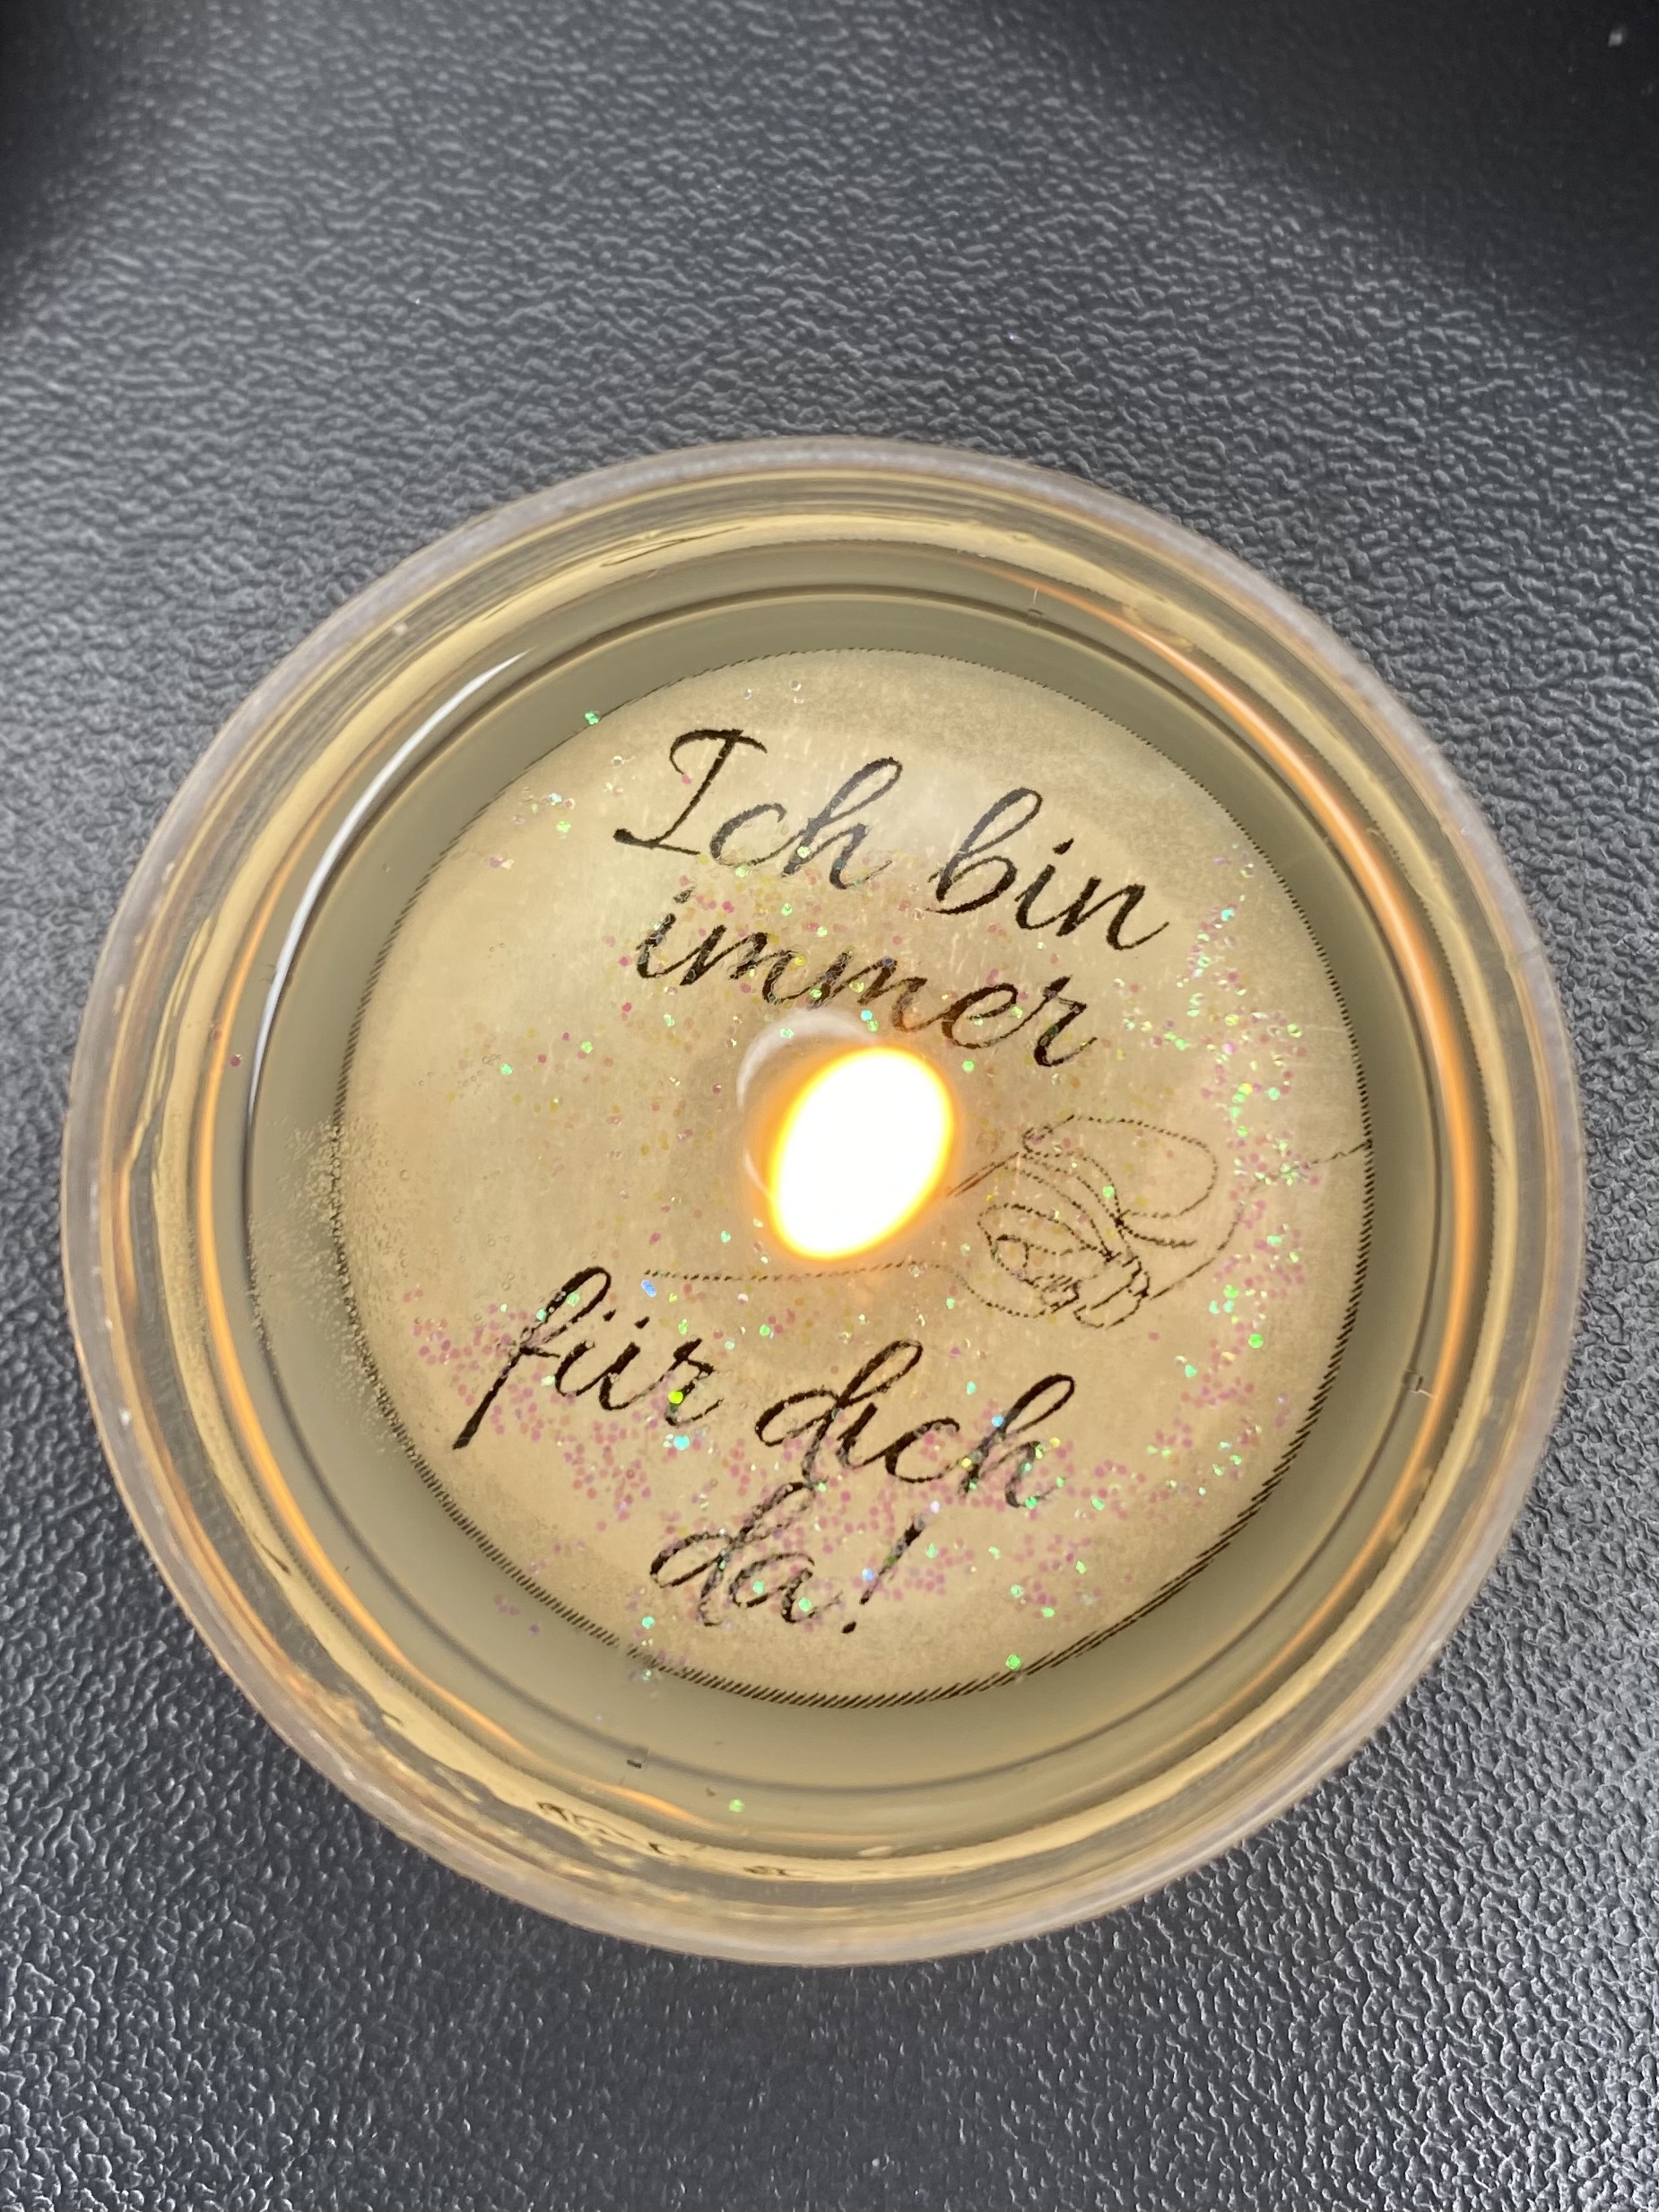 Ich bin
immer
für dich
da!